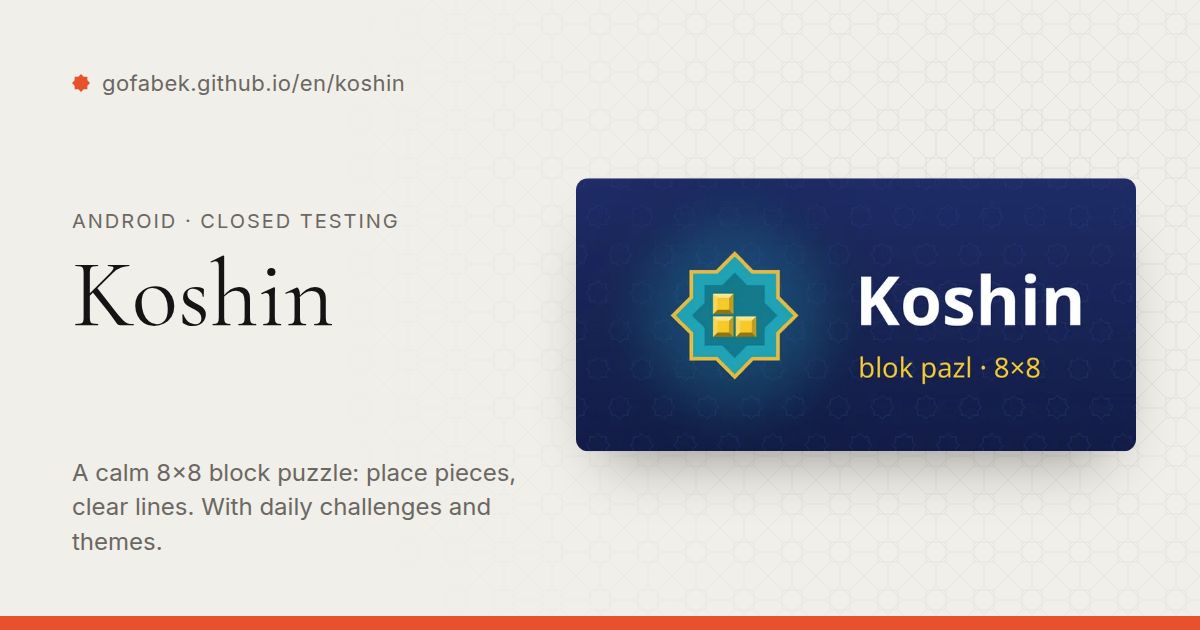 gofabek.github.io/en/koshin
ANDROID · CLOSED TESTING
Koshin
A calm 8×8 block puzzle: place pieces,
clear lines. With daily challenges and
themes.
Koshin
blok pazl · 8×8